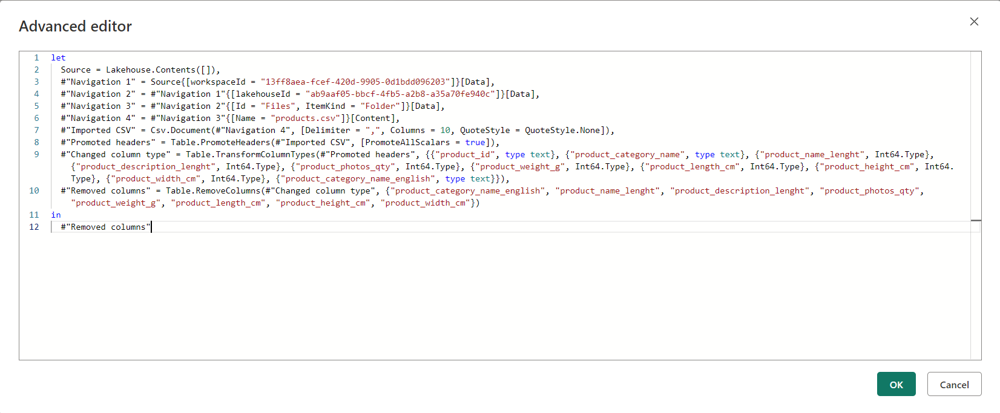 Advanced editor
1 let
2 Source = Lakehouse.Contents([]),
3 #"Navigation 1" = Source{[workspaceId = "13ff8aea-fcef-420d-9905-0d1bdd096203"]}[Data],
4 #"Navigation 2" = #"Navigation 1"{[lakehouseId = "ab9aaf05-bbcf-4fb5-a2b8-a35a70fe940c"]}[Data],
5 #"Navigation 3" = #"Navigation 2"{[Id = "Files", ItemKind = "Folder"]}[Data],
6 #"Navigation 4" = #"Navigation 3"{[Name = "products.csv"]}[Content],
7 #"Imported CSV" = Csv.Document(#"Navigation 4", [Delimiter = ",", Columns = 10, QuoteStyle = QuoteStyle.None]),
8 #"Promoted headers" = Table.PromoteHeaders(#"Imported CSV", [PromoteAllScalars = true]),
9 #"Changed column type" = Table.TransformColumnTypes(#"Promoted headers", {{"product_id", type text}, {"product_category_name", type text}, {"product_name_lenght", Int64.Type},
{"product_description_lenght", Int64.Type}, {"product_photos_qty", Int64.Type}, {"product_weight_g", Int64.Type}, {"product_length_cm", Int64.Type}, {"product_height_cm", Int64.
Type}, {"product_width_cm", Int64.Type}, {"product_category_name_english", type text}}),
10 #"Removed columns" = Table.RemoveColumns(#"Changed column type", {"product_category_name_english", "product_name_lenght", "product_description_lenght", "product_photos_qty",
"product_weight_g", "product_length_cm", "product_height_cm", "product_width_cm"})
11 in
12 #"Removed columns"
OK Cancel